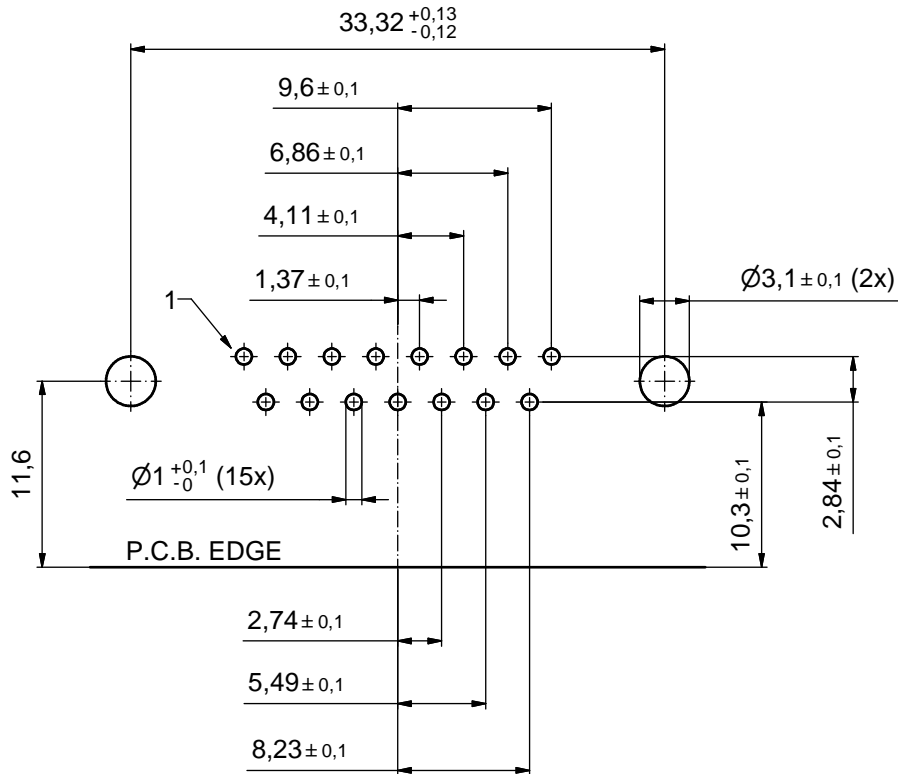 33,32 +0,13 -0,12
9,6 ± 0,1
6,86 ± 0,1
4,11 ± 0,1
1,37 ± 0,1
Ø3,1 ± 0,1 (2x)
1
11,6
Ø1 +0,1 -0 (15x)
10,3 ± 0,1
2,84 ± 0,1
P.C.B. EDGE
2,74 ± 0,1
5,49 ± 0,1
8,23 ± 0,1